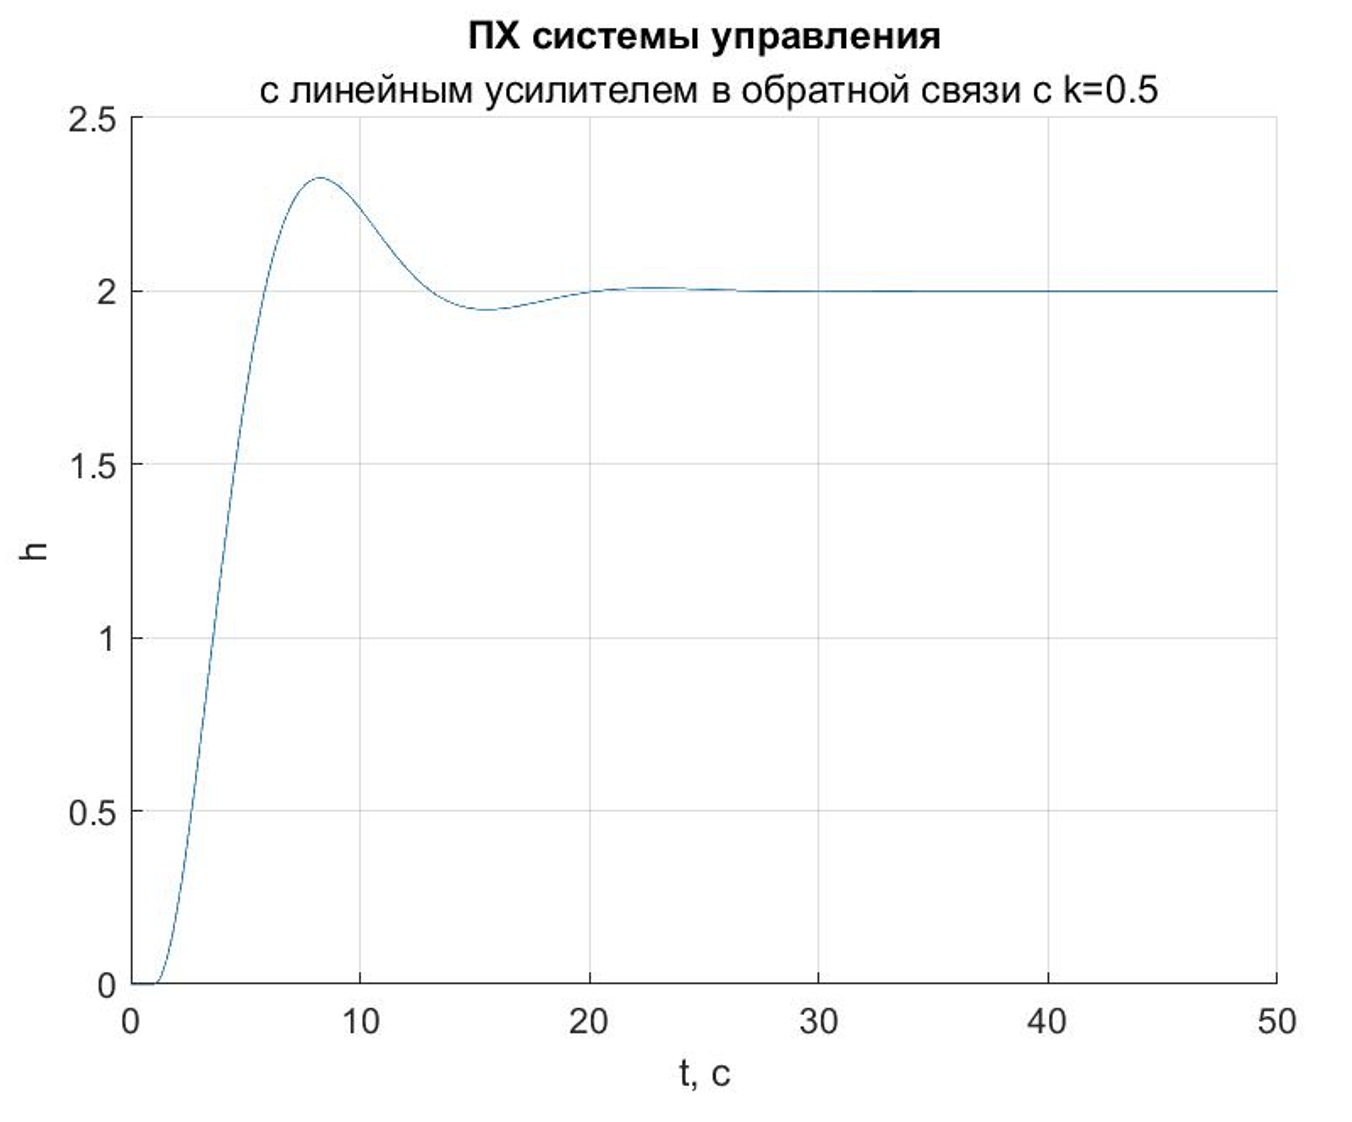 ПХ системы управления
с линейным усилителем в обратной связи с k=0.5
2.5
2
1.5
1
0.5
0
h
0 10 20 30 40 50
t, с